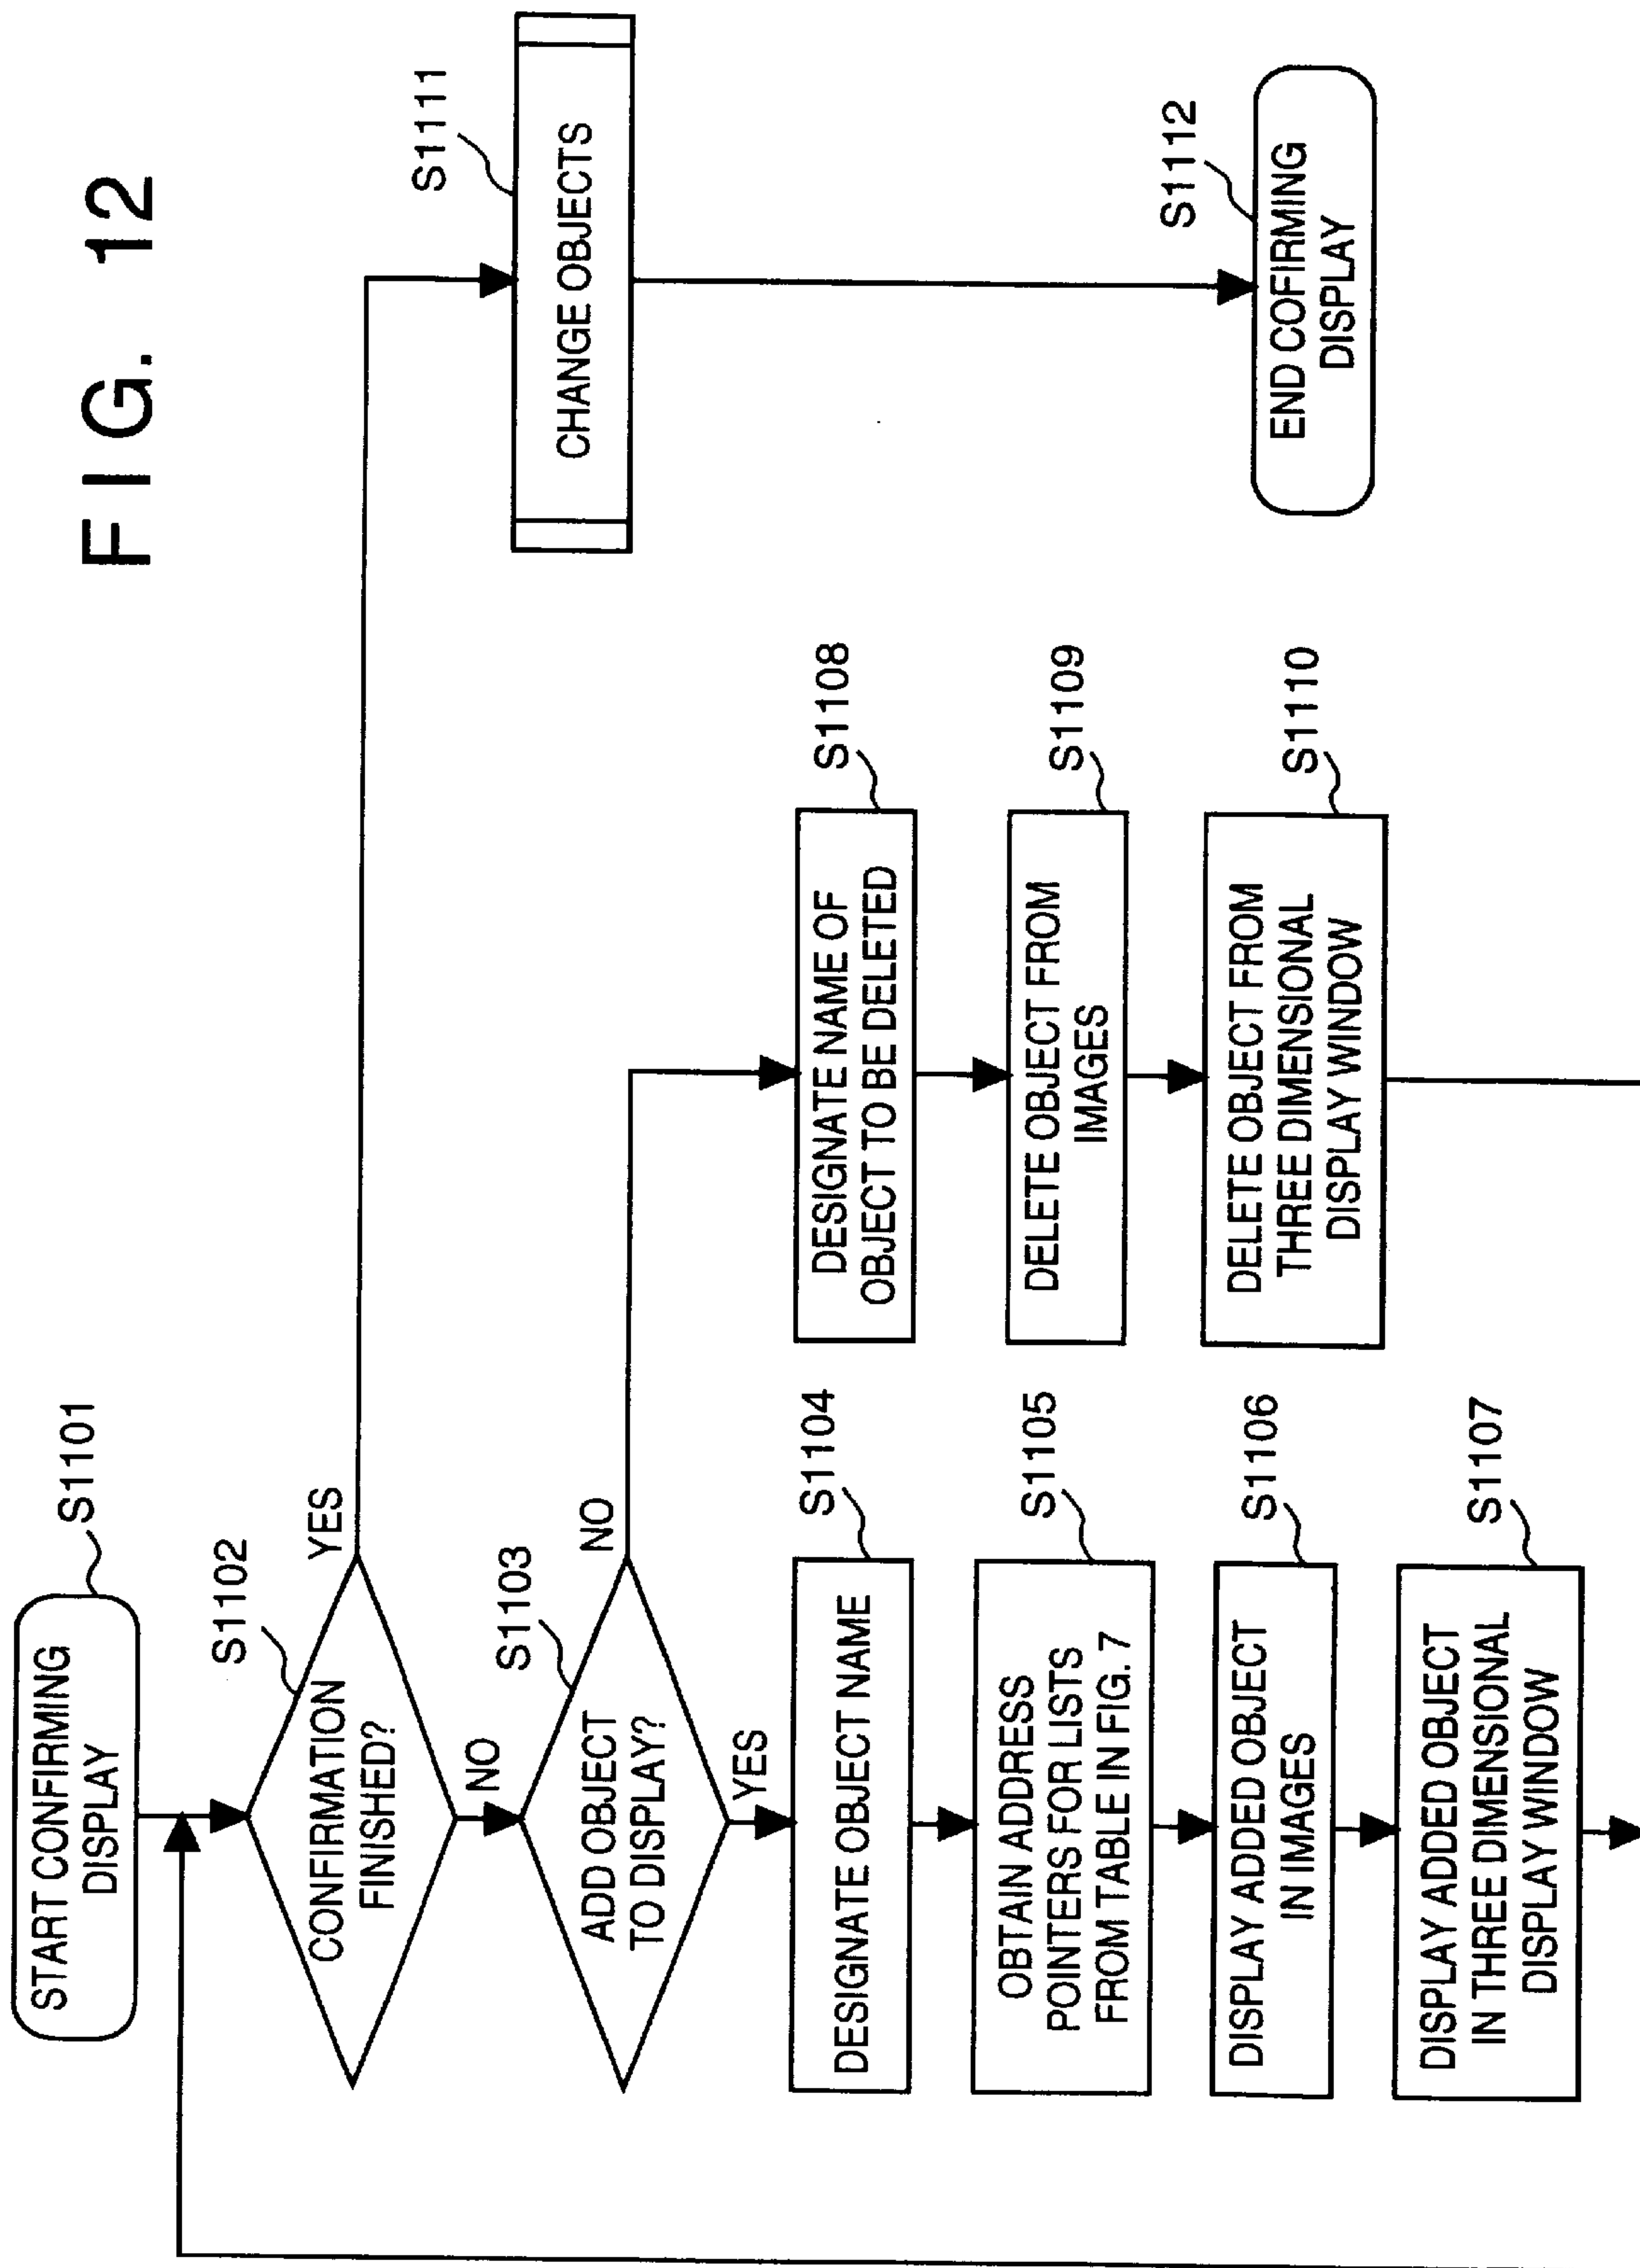 FIG. 12
START CONFIRMING
DISPLAY
S1101
CONFIRMATION
FINISHED?
S1102
YES
NO
ADD OBJECT
TO DISPLAY?
S1103
NO
YES
DESIGNATE OBJECT NAME
S1104
OBTAIN ADDRESS
POINTERS FOR LISTS
FROM TABLE IN FIG. 7
S1105
DISPLAY ADDED OBJECT
IN IMAGES
S1106
DISPLAY ADDED OBJECT
IN THREE DIMENSIONAL
DISPLAY WINDOW
S1107
DESIGNATE NAME OF
OBJECT TO BE DELETED
S1108
DELETE OBJECT FROM
IMAGES
S1109
DELETE OBJECT FROM
THREE DIMENSIONAL
DISPLAY WINDOW
S1110
CHANGE OBJECTS
S1111
END COFIRMING
DISPLAY
S1112